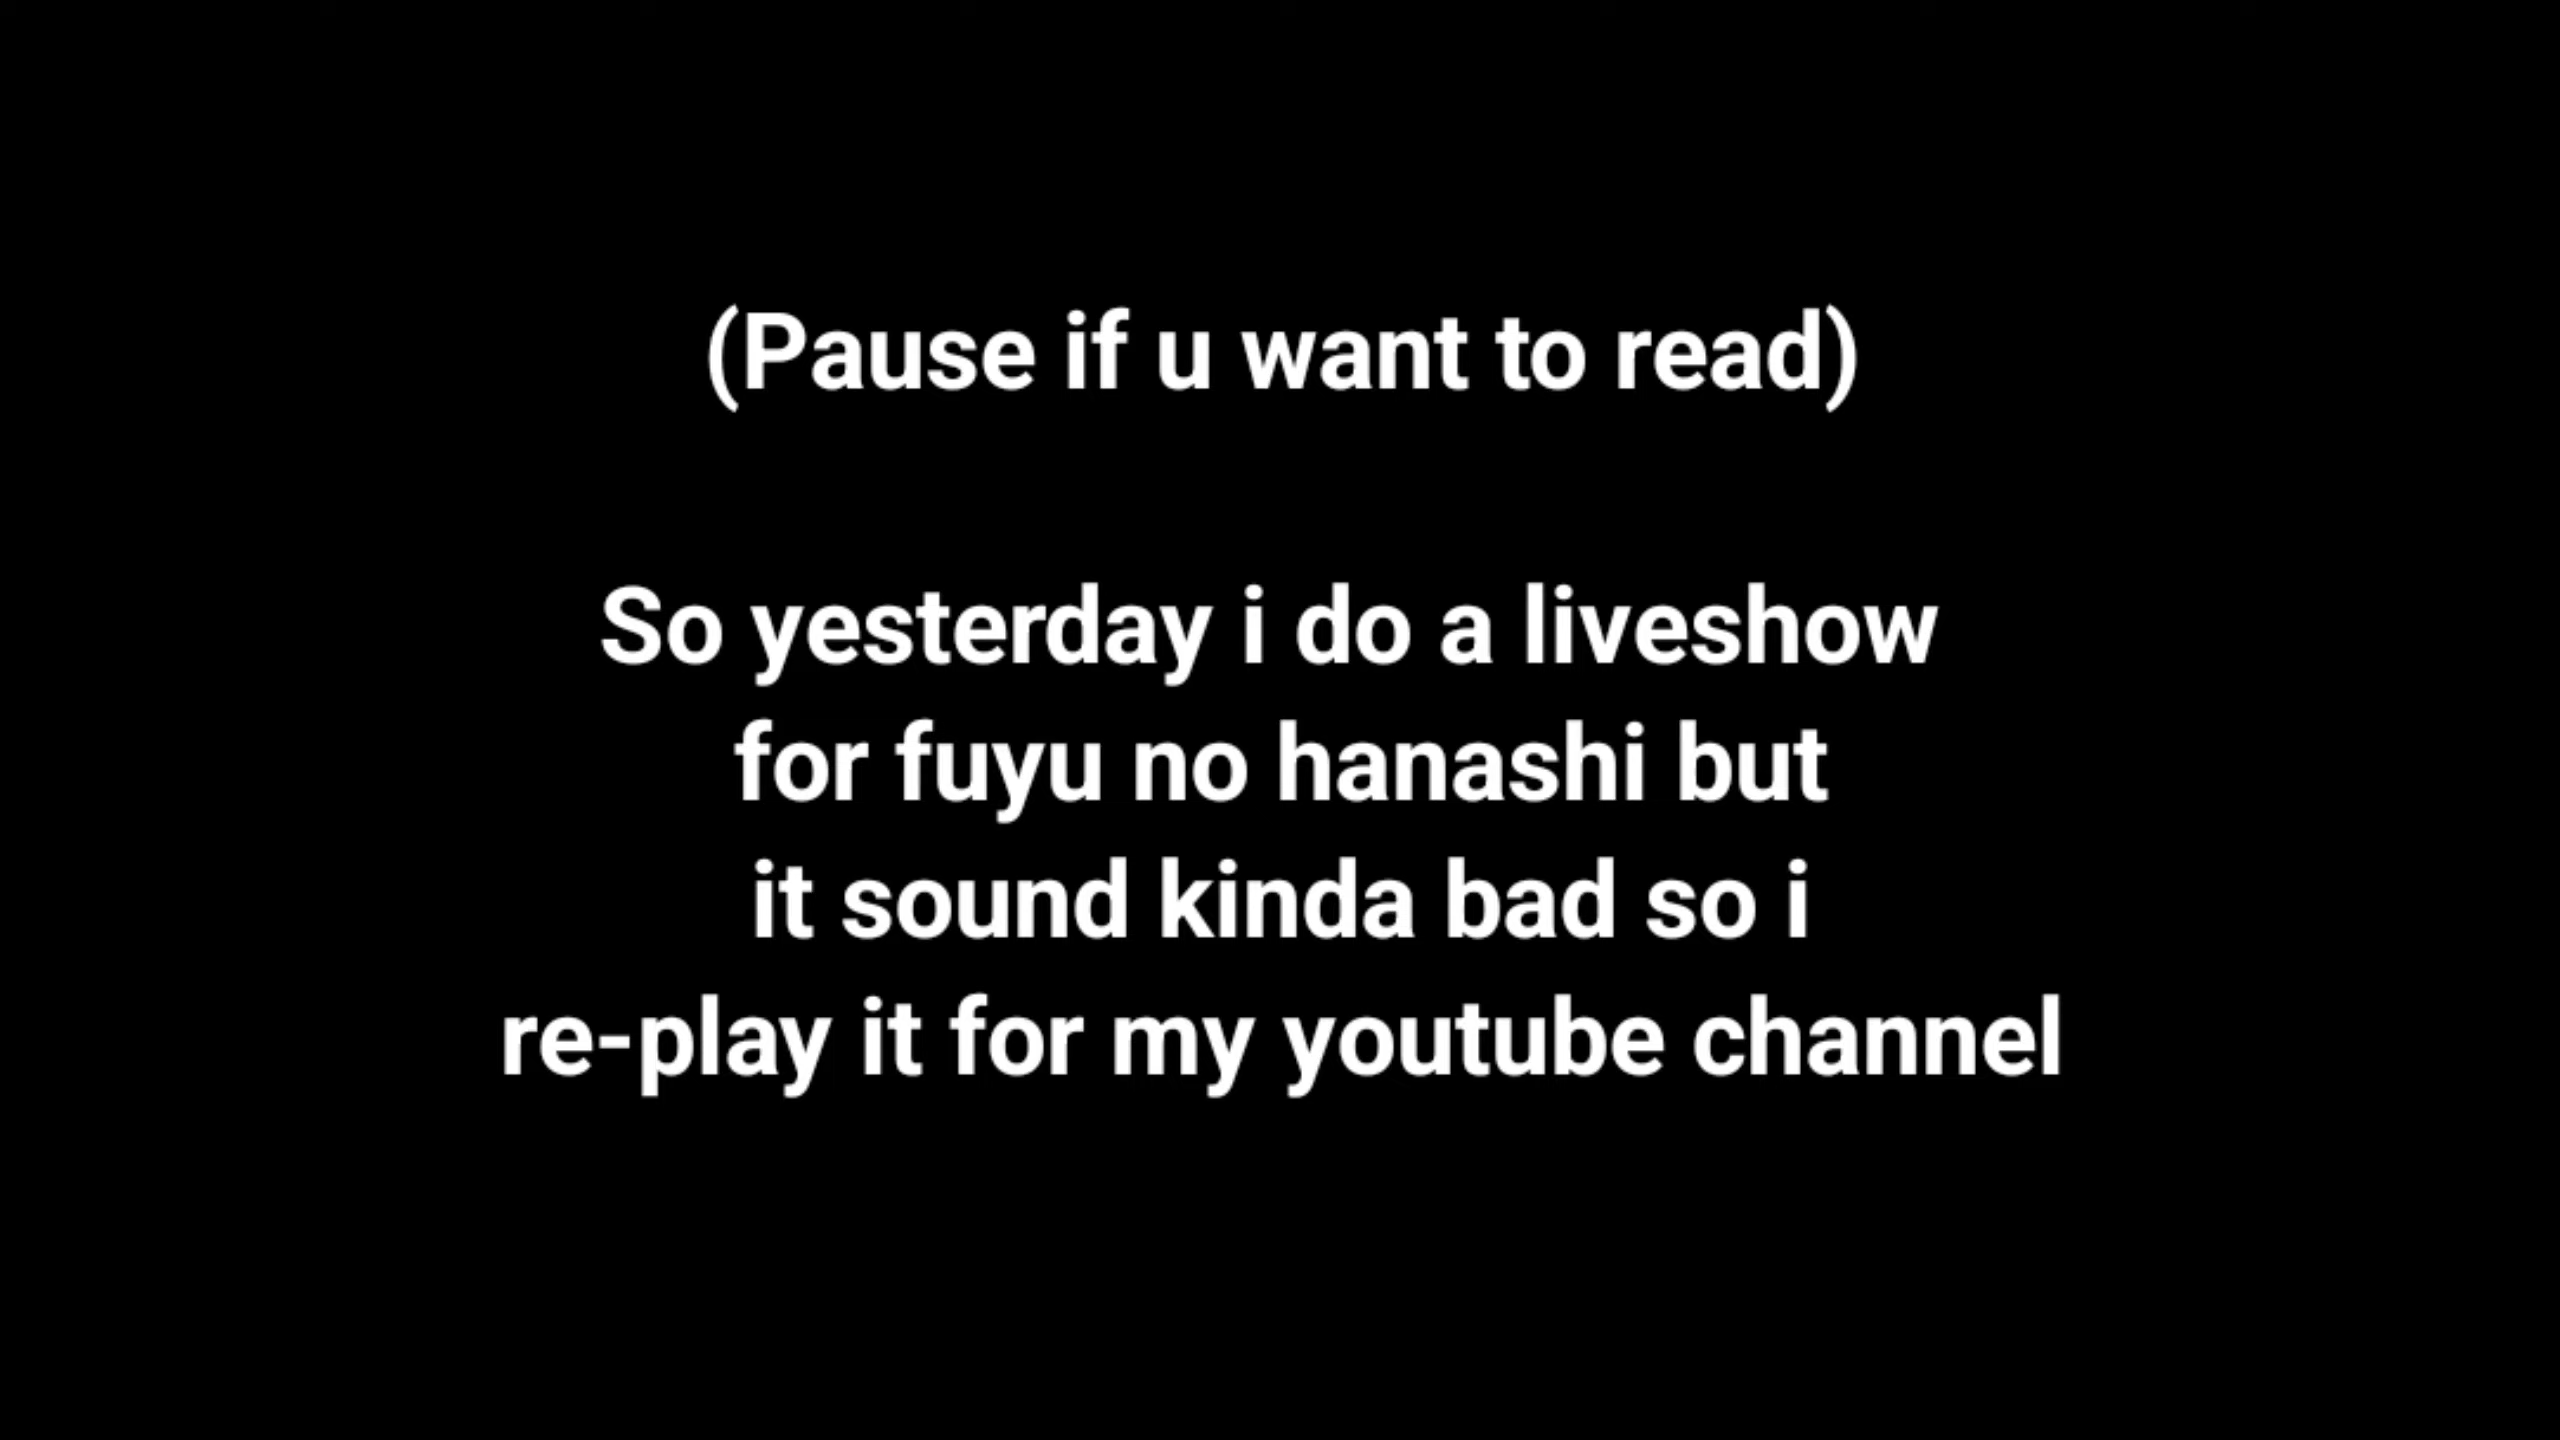 (Pause if u want to read)
So yesterday i do a liveshow
for fuyu no hanashi but
it sound kinda bad so i
re-play it for my youtube channel